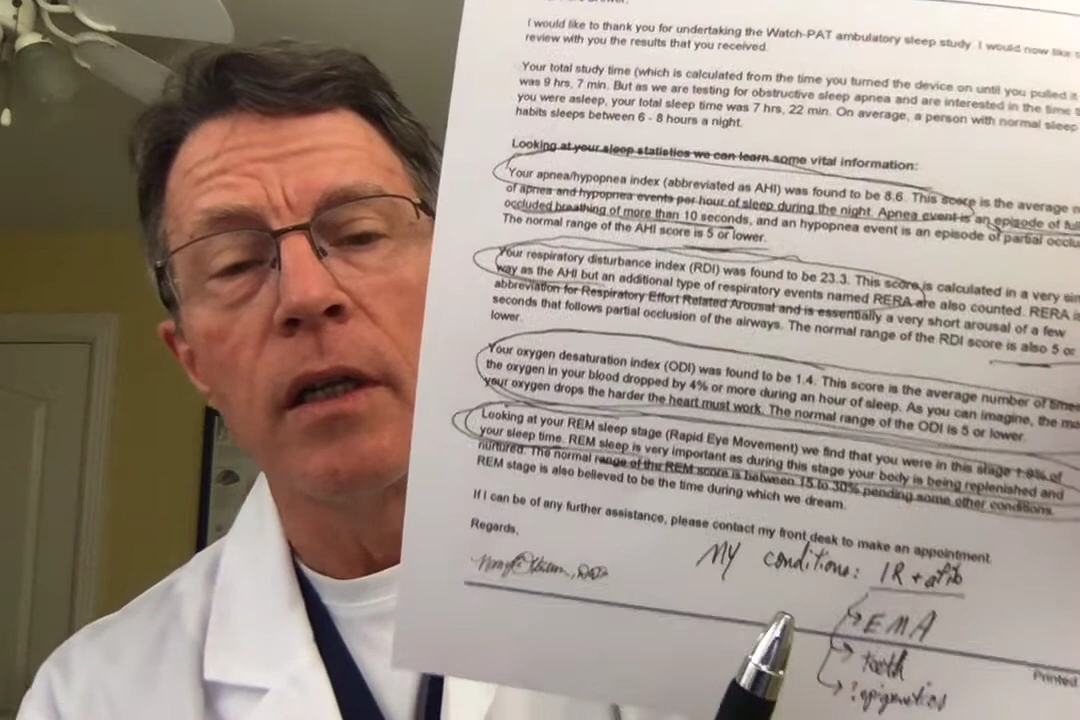 I would like to thank you for undertaking the Watch-PAT ambulatory sleep study. I would now like
review with you the results that you received.
Your total study time (which is calculated from the time you turned the device on until you pulled it
was 9 hrs, 7 min. But as we are testing for obstructive sleep apnea and are interested in the time
you were asleep, your total sleep time was 7 hrs, 22 min. On average, a person with normal sleep
habits sleeps between 6 - 8 hours a night.
Looking at your sleep statistics we can learn some vital information:
Your apnea/hypopnea index (abbreviated as AHI) was found to be 8.6. This score is the average
of apnea and hypopnea events per hour of sleep during the night. Apnea event is an episode of full
occluded breathing of more than 10 seconds, and an hypopnea event is an episode of partial
The normal range of the AHI score is 5 or lower.
Your respiratory disturbance index (RDI) was found to be 23.3. This score is calculated in a very
way as the AHI but an additional type of respiratory events named RERA are also counted. RERA is
abbreviation for Respiratory Effort Related Arousal and is essentially a very short arousal of a few
seconds that follows partial occlusion of the airways. The normal range of the RDI score is also 5 or
lower.
Your oxygen desaturation index (ODI) was found to be 1.4. This score is the average number of times
the oxygen in your blood dropped by 4% or more during an hour of sleep. As you can imagine, the
your oxygen drops the harder the heart must work. The normal range of the ODI is 5 or lower.
Looking at your REM sleep stage (Rapid Eye Movement) we find that you were in this stage of
your sleep time. REM sleep is very important as during this stage your body is being replenished and
nurtured. The normal range of the REM score is between 15 to 30% pending some other conditions.
REM stage is also believed to be the time during which we dream.
If I can be of any further assistance, please contact my front desk to make an appointment.
Regards,
My conditions: IR + afib
EMA
teeth
? epigenetics
Printed